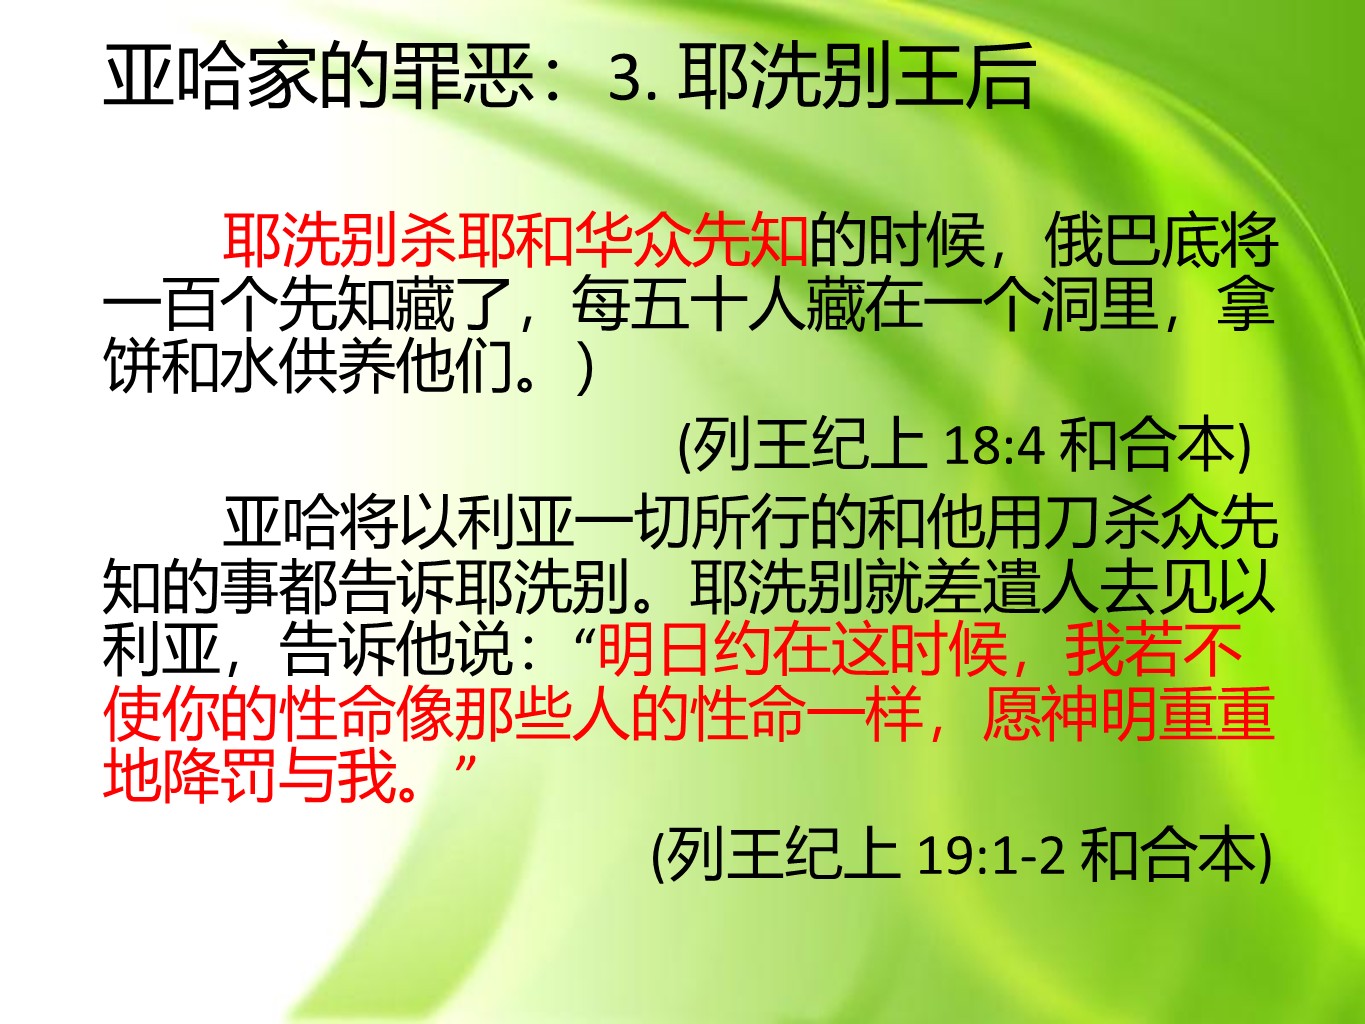 亚哈家的罪恶：3. 耶洗别王后
耶洗别杀耶和华众先知的时候，俄巴底将
一百个先知藏了，每五十人藏在一个洞里，拿
饼和水供养他们。）
(列王纪上 18:4 和合本)
亚哈将以利亚一切所行的和他用刀杀众先
知的事都告诉耶洗别。耶洗别就差遣人去见以
利亚，告诉他说：“明日约在这时候，我若不
使你的性命像那些人的性命一样，愿神明重重
地降罚与我。”
(列王纪上 19:1-2 和合本)